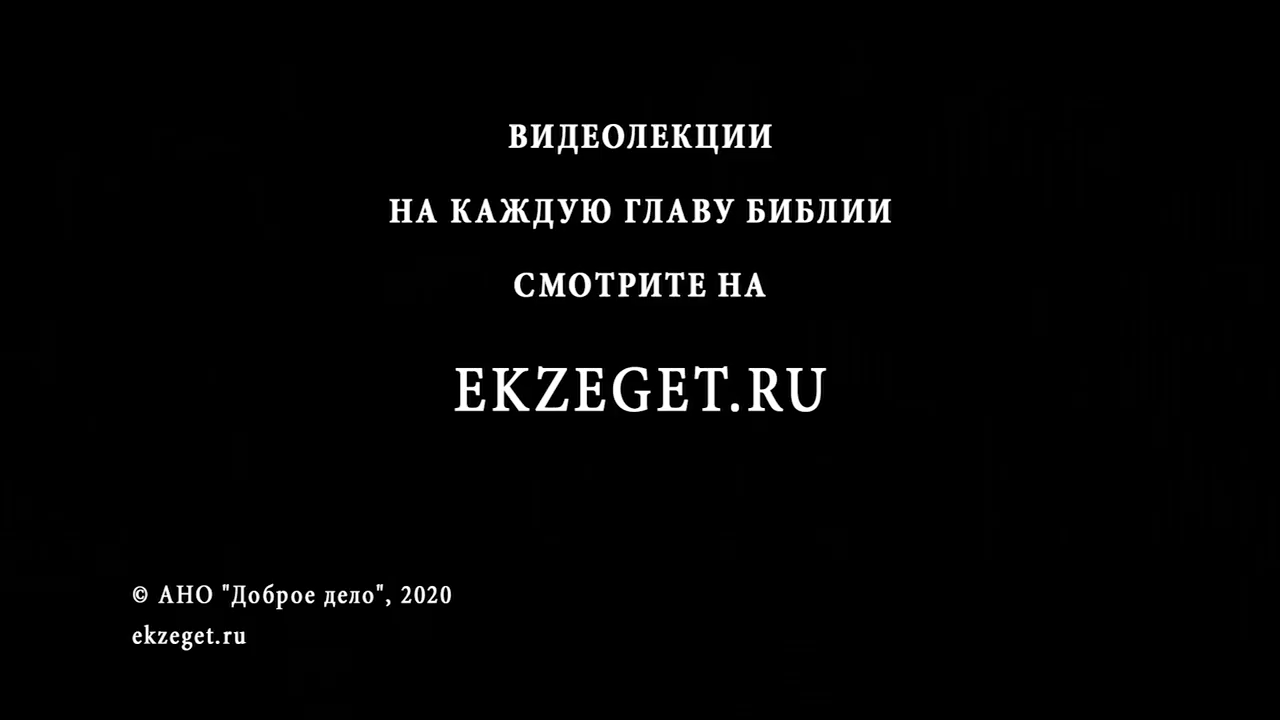 ВИДЕОЛЕКЦИИ
НА КАЖДУЮ ГЛАВУ БИБЛИИ
СМОТРИТЕ НА
EKZEGET.RU
© АНО "Доброе дело", 2020
ekzeget.ru